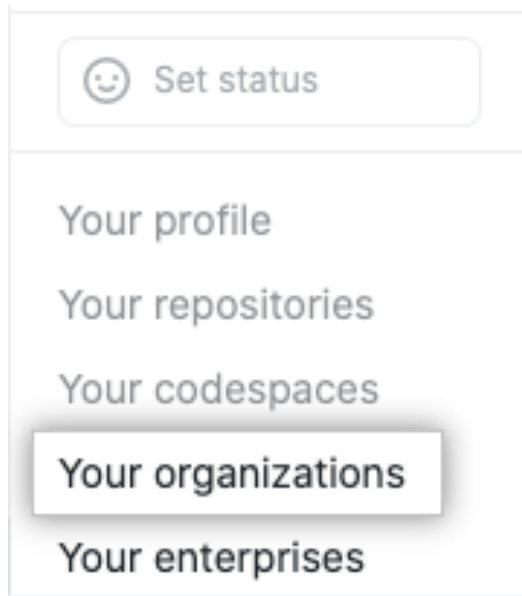 Set status
Your profile
Your repositories
Your codespaces
Your organizations
Your enterprises